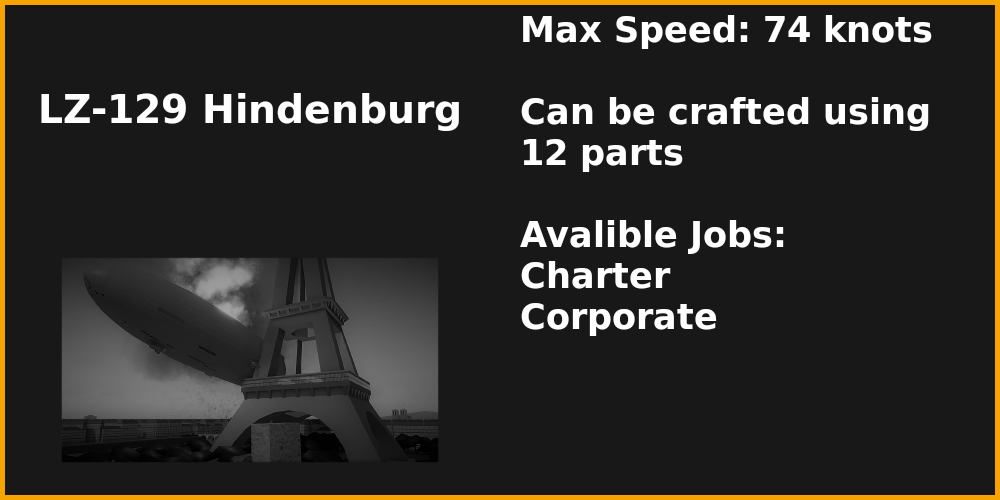 LZ-129 Hindenburg
Max Speed: 74 knots
Can be crafted using
12 parts
Avalible Jobs:
Charter
Corporate